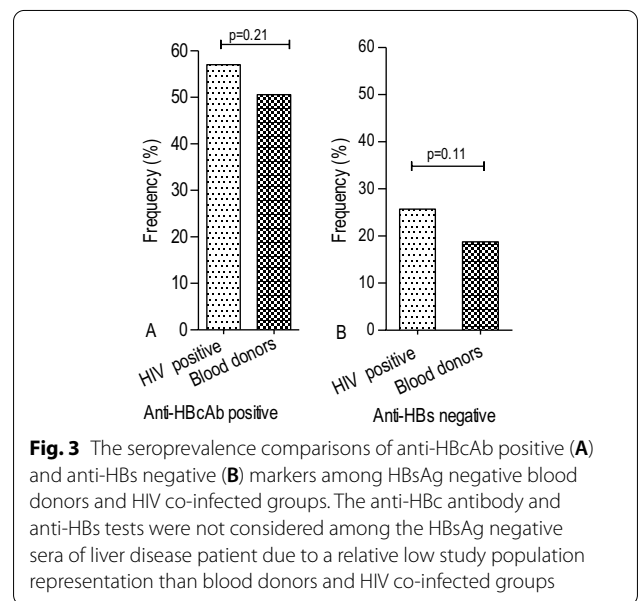 p=0.21
60
50
40
30
20
10
0
Frequency (%)
A
HIV positive
Blood donors
Anti-HBcAb positive
60
50
40
30
20
10
0
Frequency (%)
p=0.11
B
HIV positive
Blood donors
Anti-HBs negative
Fig. 3 The seroprevalence comparisons of anti-HBcAb positive (A)
and anti-HBs negative (B) markers among HBsAg negative blood
donors and HIV co-infected groups. The anti-HBc antibody and
anti-HBs tests were not considered among the HBsAg negative
sera of liver disease patient due to a relative low study population
representation than blood donors and HIV co-infected groups